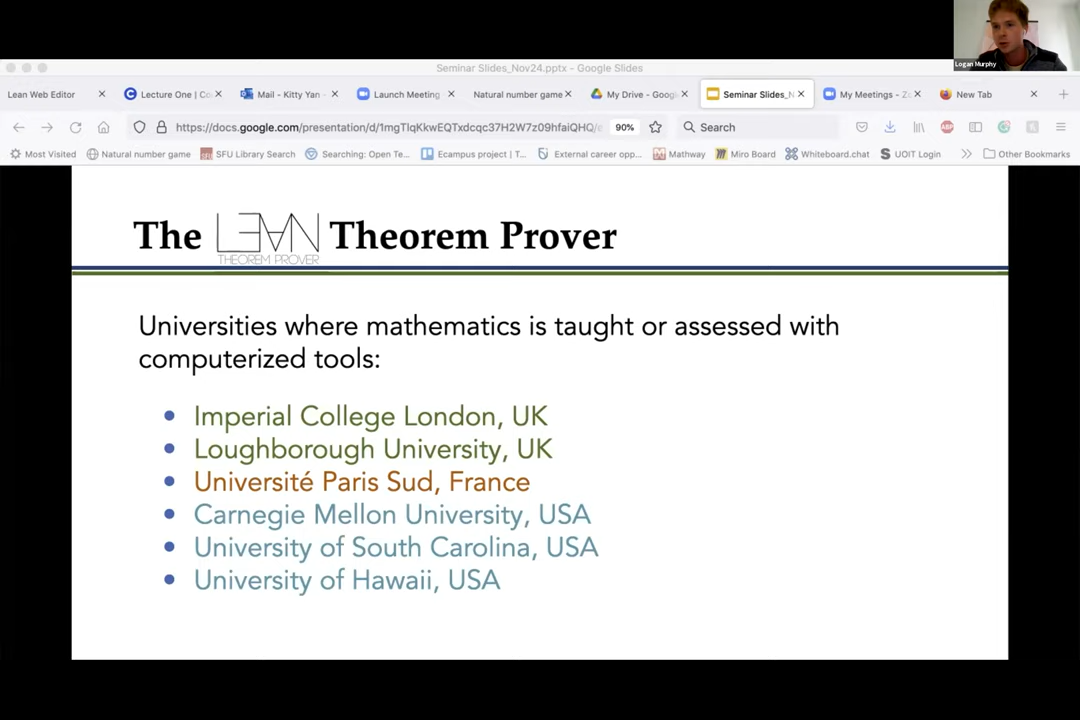 Logan Murphy
Seminar Slides_Nov24.pptx - Google Slides
Lean Web Editor
Lecture One | Co
Mail - Kitty Yan -
Launch Meeting
Natural number game
My Drive - Googl
Seminar Slides_N
My Meetings - Zo
New Tab
https://docs.google.com/presentation/d/1mgTlqKkwEQTxdcqc37H2W7z09hfaiQHQ/e
90%
Search
ABP
Most Visited
Natural number game
SFU Library Search
Searching: Open Te...
Ecampus project | T...
External career opp...
Mathway
Miro Board
Whiteboard.chat
UOIT Login
Other Bookmarks
The LEAN Theorem Prover
THEOREM PROVER
Universities where mathematics is taught or assessed with
computerized tools:
• Imperial College London, UK
• Loughborough University, UK
• Université Paris Sud, France
• Carnegie Mellon University, USA
• University of South Carolina, USA
• University of Hawaii, USA